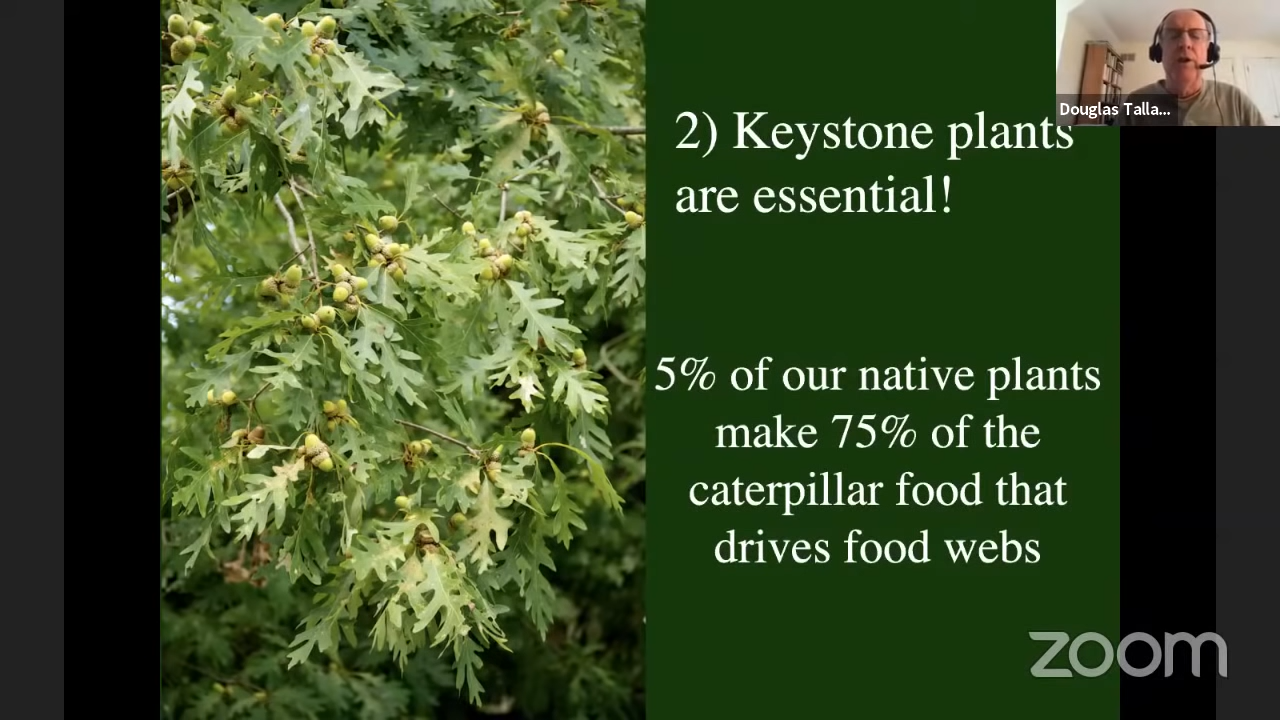 2) Keystone plants
are essential!
5% of our native plants
make 75% of the
caterpillar food that
drives food webs
Douglas Talla...
zoom